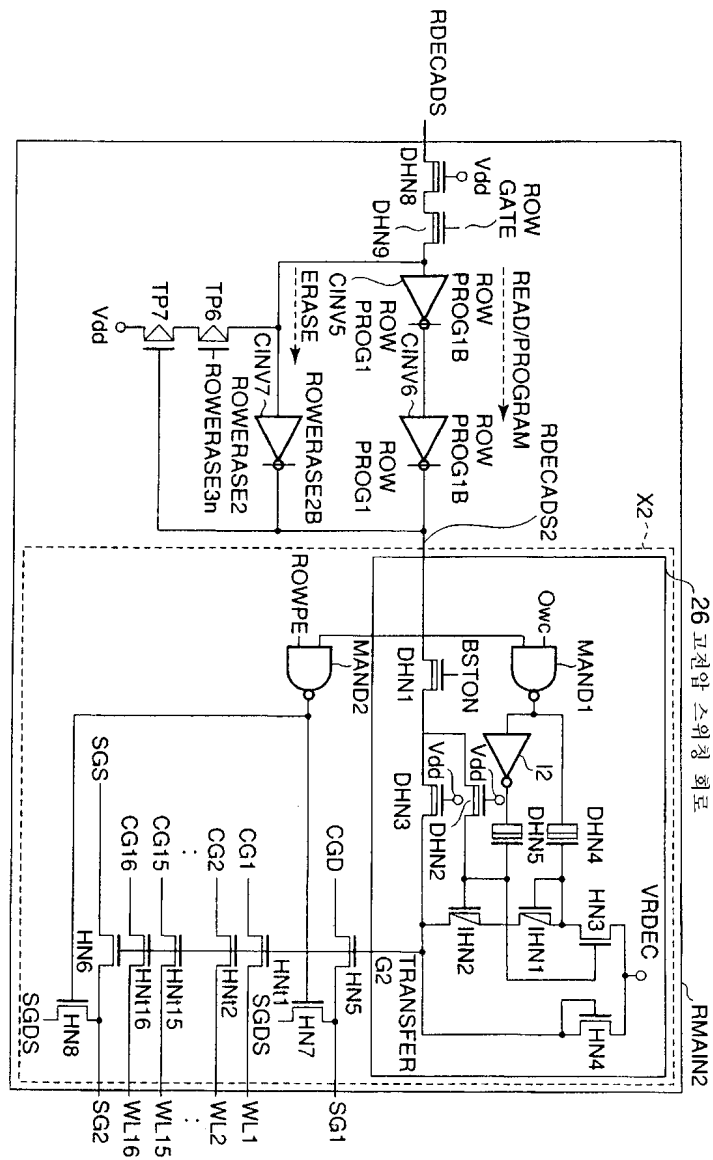 26 고전압 스위칭 회로
RMAIN2
X2
VRDEC
HN3
HN4
MAND1
Owc
I2
DHN4
DHN5
IHN1
IHN2
Vdd
Vdd
DHN2
DHN3
BSTON
DHN1
TRANSFER
G2
RDECADS
Vdd
DHN8
ROW
GATE
DHN9
READ/PROGRAM
ROW
PROG1B
CINV5
ROW
PROG1
ROW
PROG1B
CINV6
ROW
PROG1
RDECADS2
ERASE
CINV7
ROWERASE2B
ROWERASE2
ROWERASE3n
TP6
TP7
Vdd
ROWPE
MAND2
CGD
HN5
SGDS
HN7
SG1
CG1
HNt1
WL1
CG2
HNt2
WL2
:
:
CG15
HNt15
WL15
CG16
HNt16
WL16
SGS
HN6
SG2
HN8
SGDS